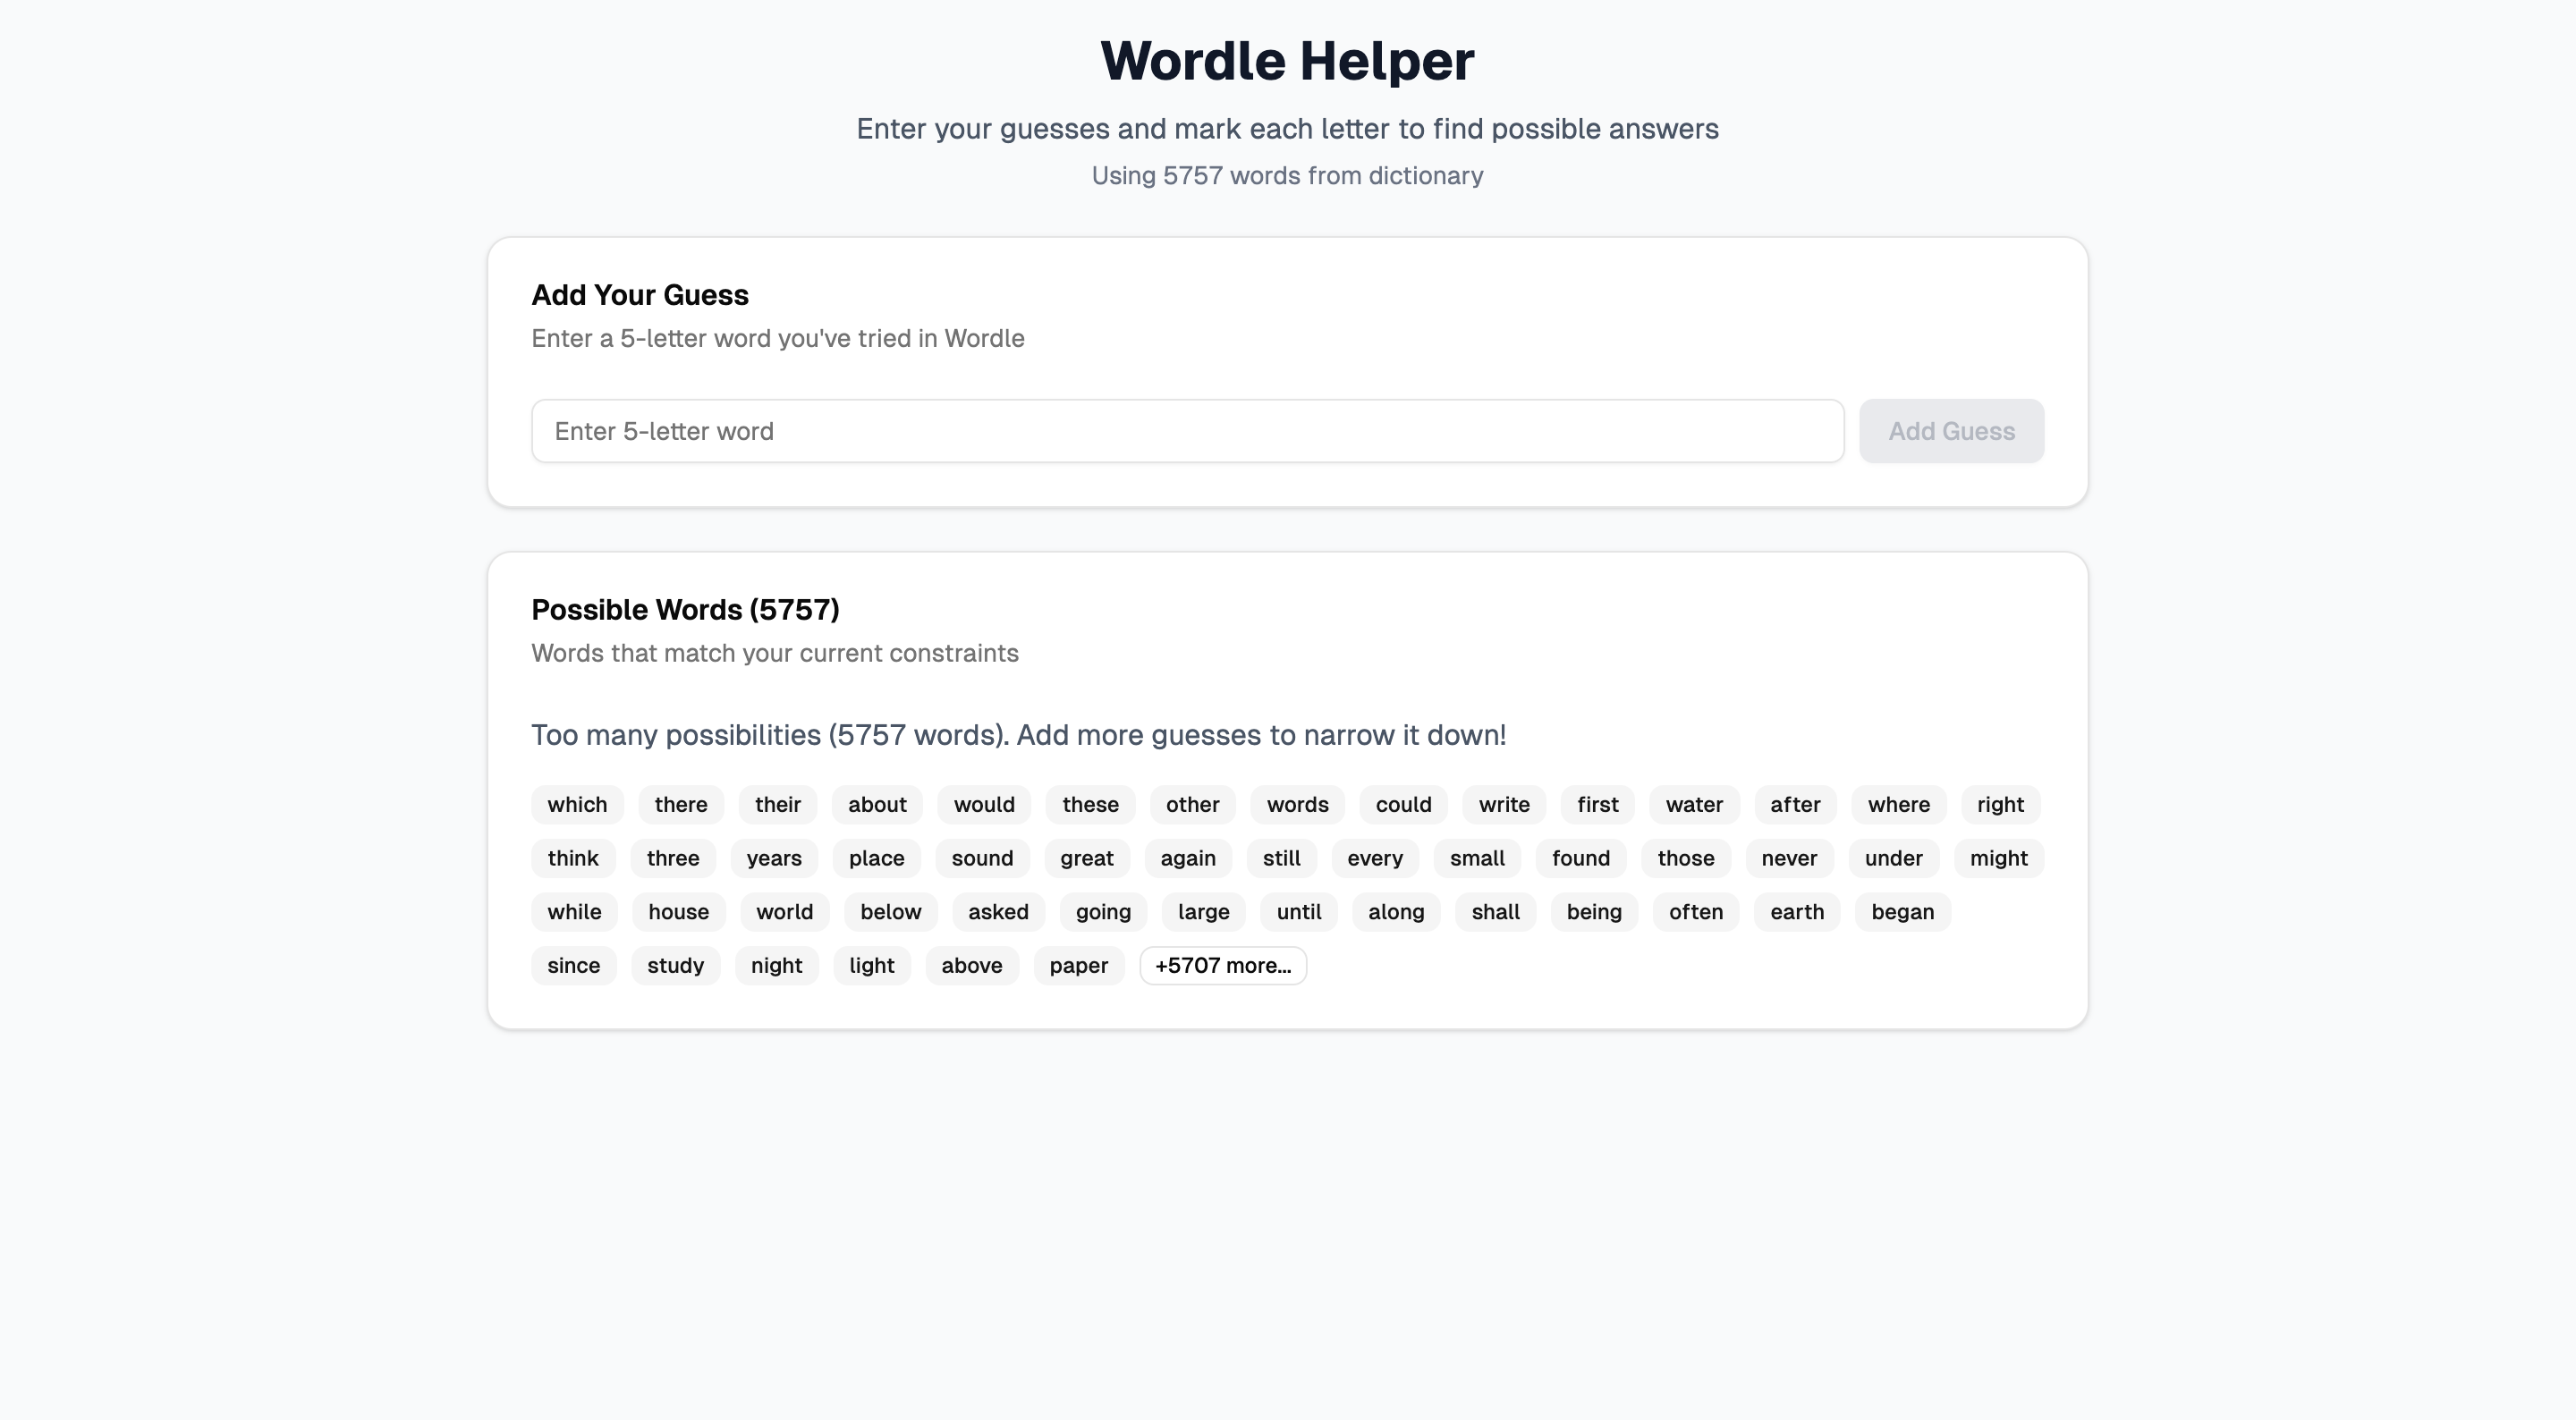 Wordle Helper
Enter your guesses and mark each letter to find possible answers
Using 5757 words from dictionary
Add Your Guess
Enter a 5-letter word you've tried in Wordle
Enter 5-letter word Add Guess
Possible Words (5757)
Words that match your current constraints
Too many possibilities (5757 words). Add more guesses to narrow it down!
which there their about would these other words could write first water after where right
think three years place sound great again still every small found those never under might
while house world below asked going large until along shall being often earth began
since study night light above paper +5707 more...